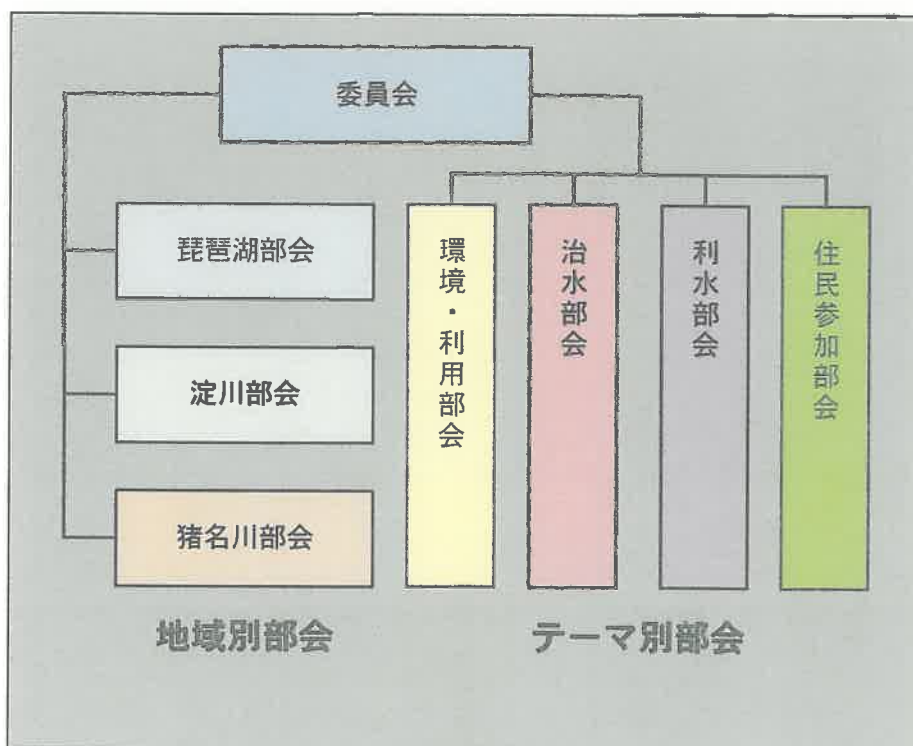 委員会
琵琶湖部会
淀川部会
猪名川部会
環境・利用部会
治水部会
利水部会
住民参加部会
地域別部会
テーマ別部会